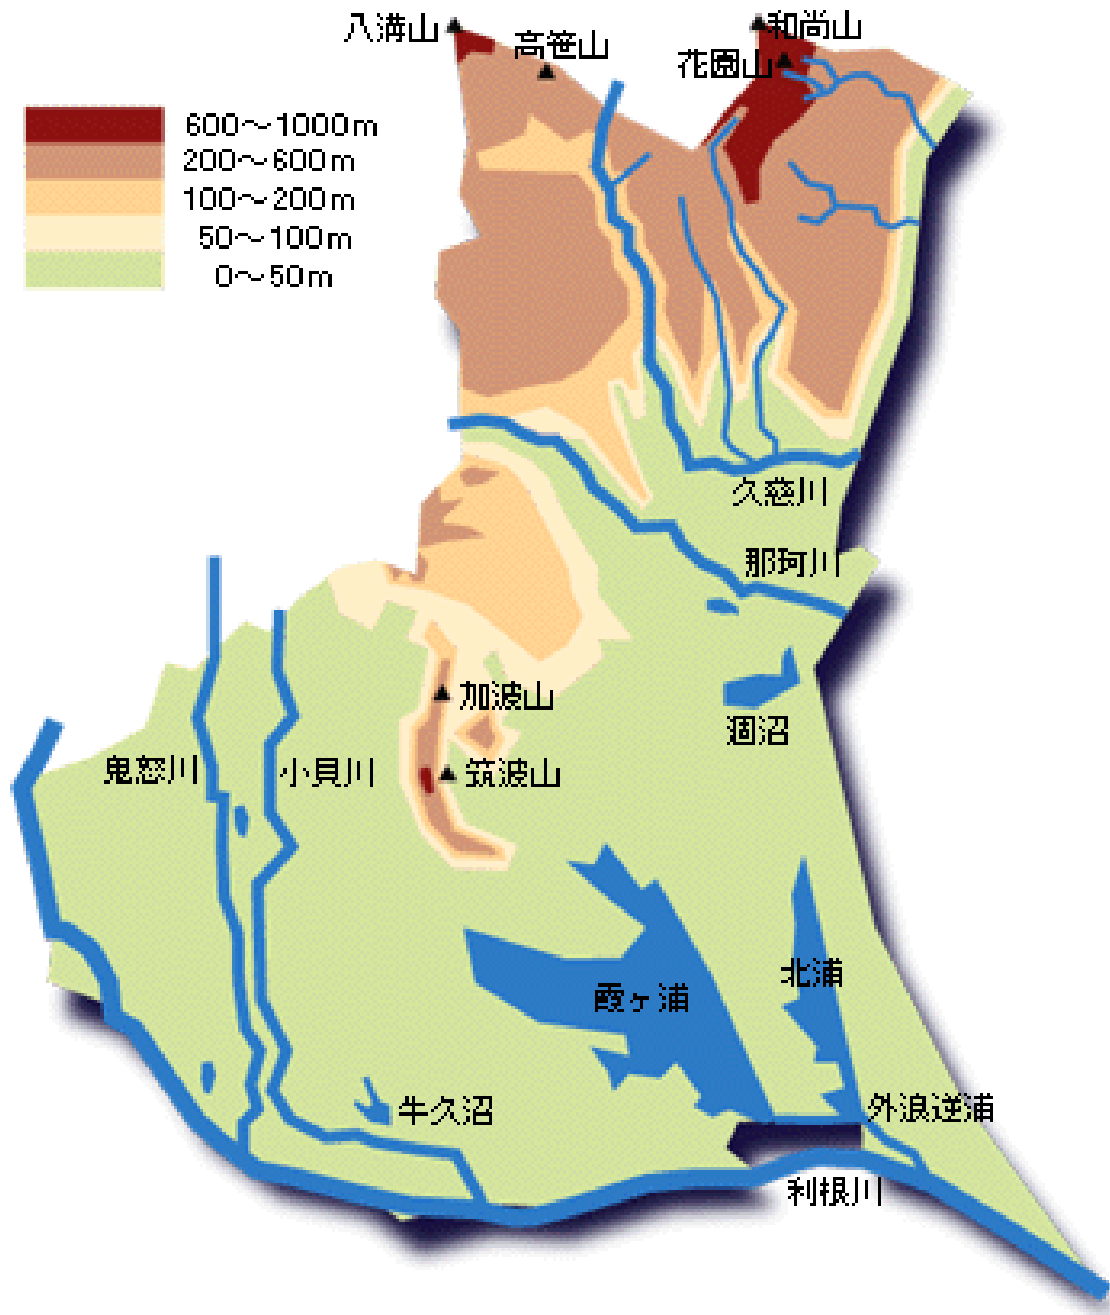 八溝山
和尚山
高笹山
花園山
600～1000m
200～600m
100～200m
50～100m
0～50m
久慈川
那珂川
加波山
涸沼
鬼怒川
小貝川
筑波山
霞ヶ浦
北浦
牛久沼
外浪逆浦
利根川